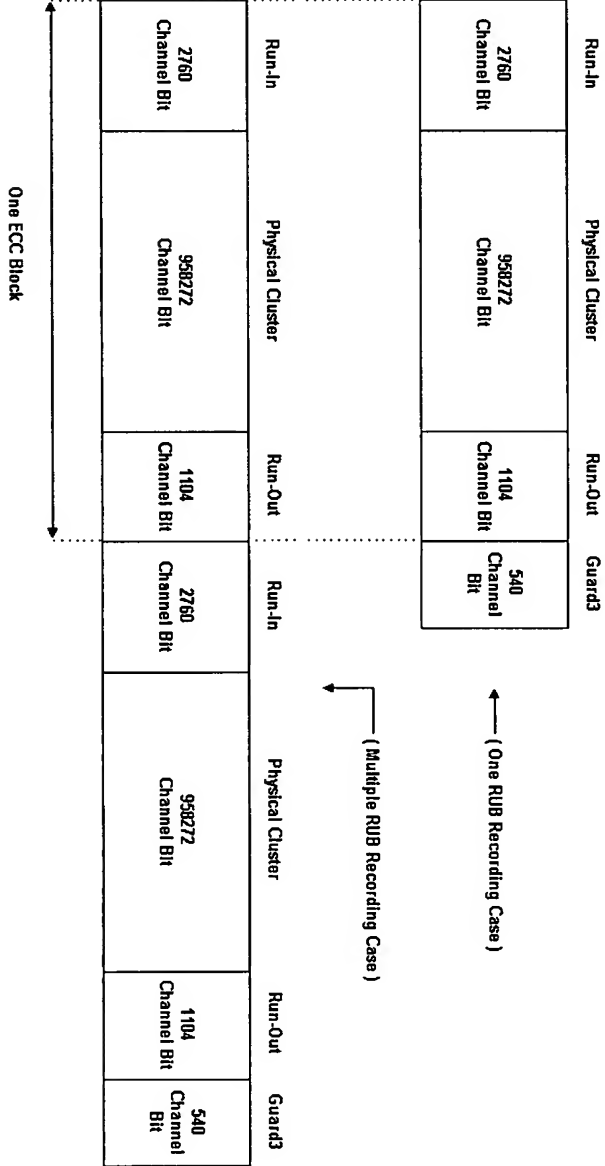 Run-In
Physical Cluster
Run-Out
Guard3
2760
Channel Bit
958272
Channel Bit
1104
Channel Bit
540
Channel
Bit
( One RUB Recording Case )
( Multiple RUB Recording Case )
Run-In
Physical Cluster
Run-Out
Run-In
Physical Cluster
Run-Out
Guard3
2760
Channel Bit
958272
Channel Bit
1104
Channel Bit
2760
Channel Bit
958272
Channel Bit
1104
Channel Bit
540
Channel
Bit
One ECC Block